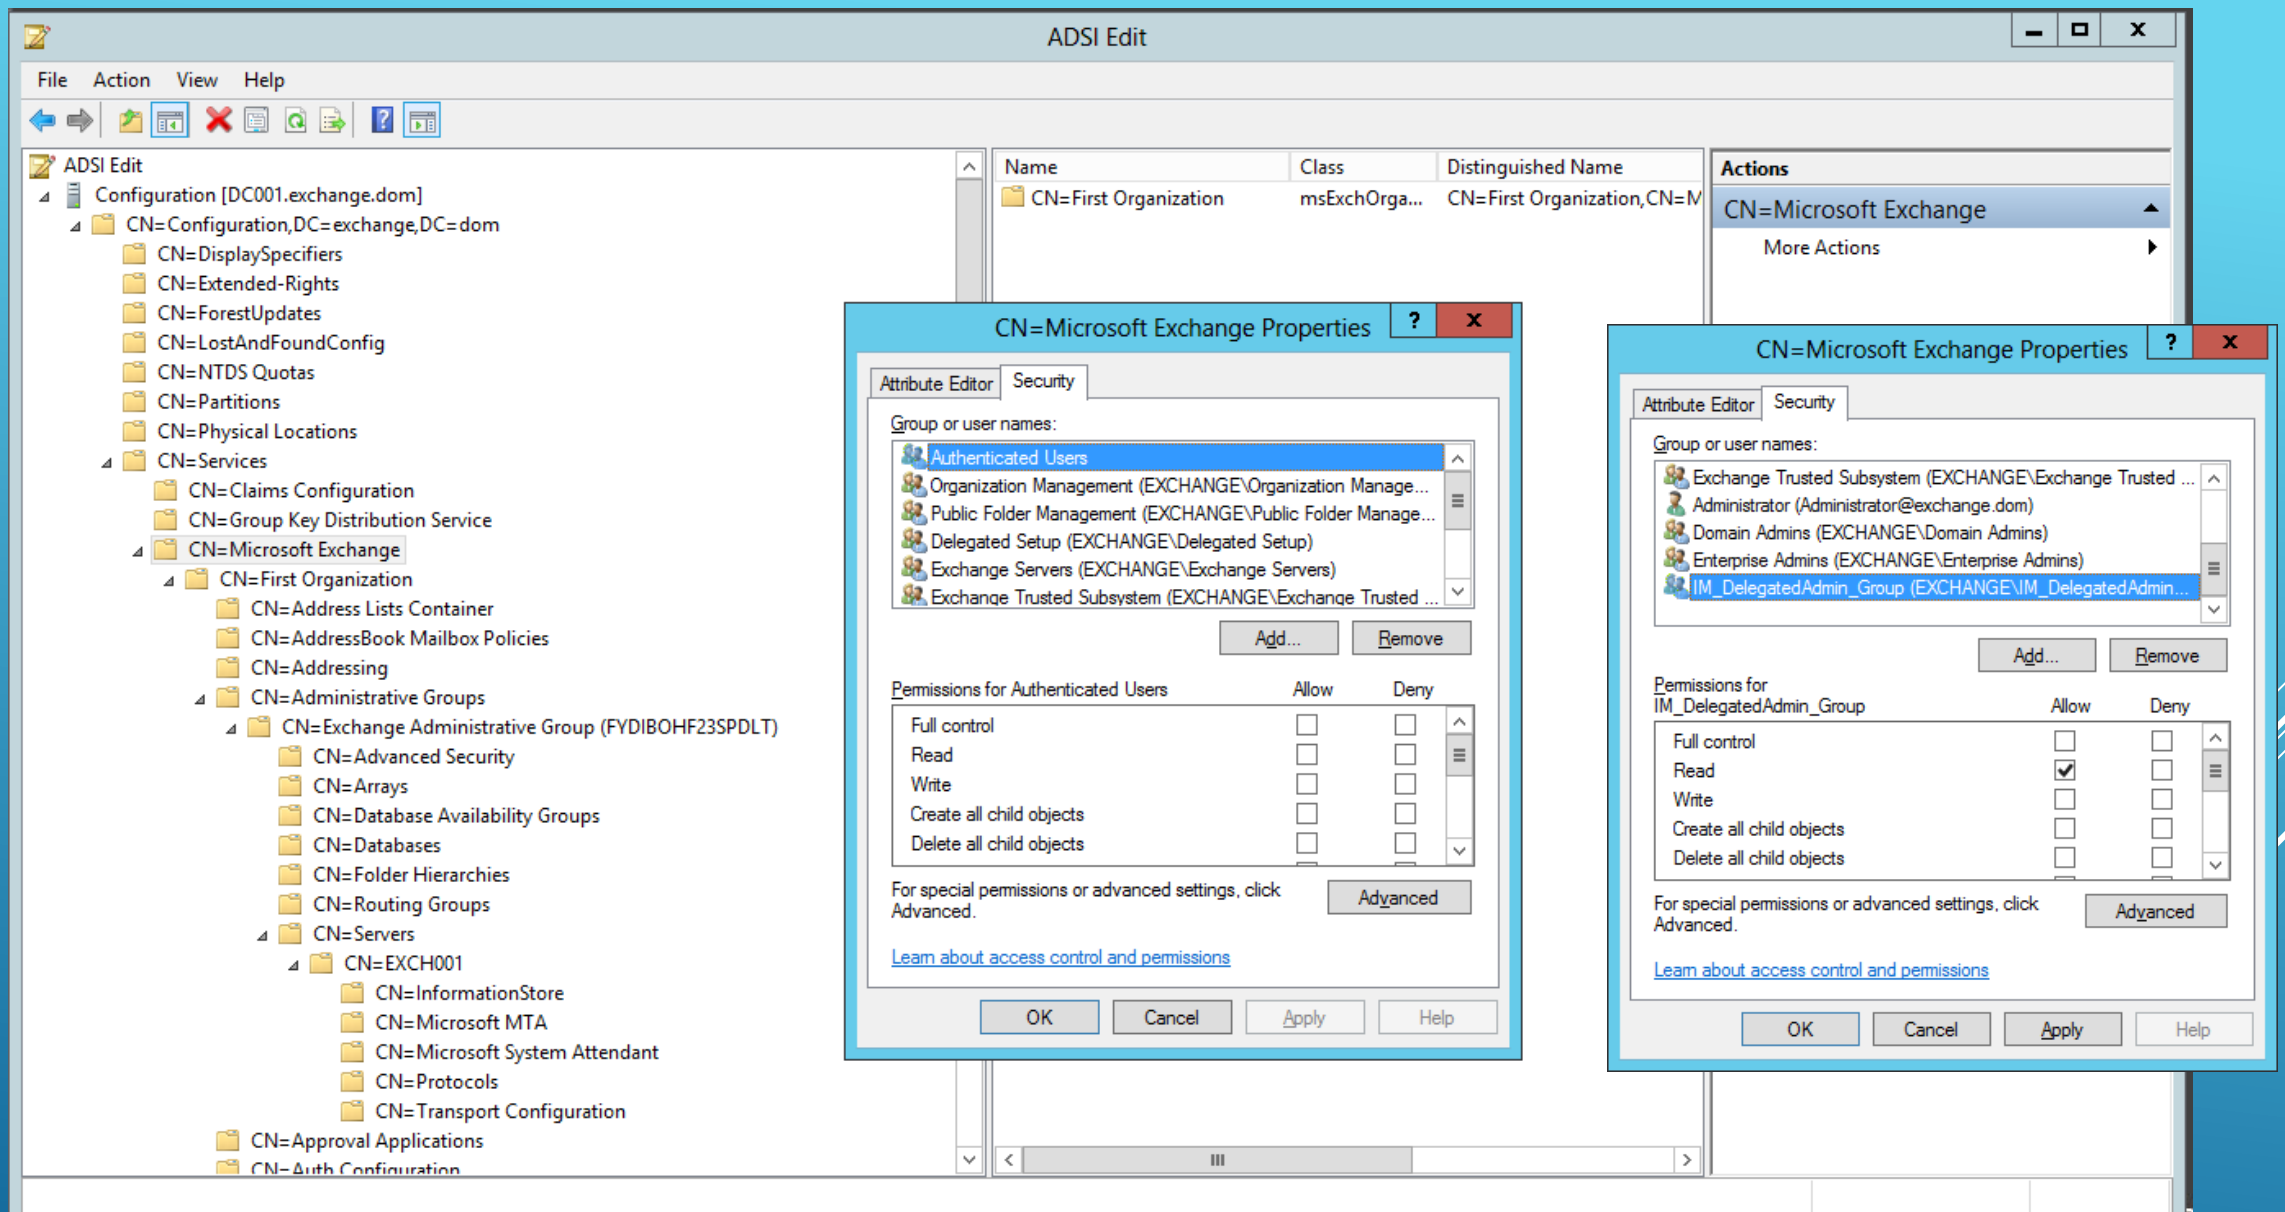 ADSI Edit
File Action View Help
ADSI Edit
Configuration [DC001.exchange.dom]
CN=Configuration,DC=exchange,DC=dom
CN=DisplaySpecifiers
CN=Extended-Rights
CN=ForestUpdates
CN=LostAndFoundConfig
CN=NTDS Quotas
CN=Partitions
CN=Physical Locations
CN=Services
CN=Claims Configuration
CN=Group Key Distribution Service
CN=Microsoft Exchange
CN=First Organization
CN=Address Lists Container
CN=AddressBook Mailbox Policies
CN=Addressing
CN=Administrative Groups
CN=Exchange Administrative Group (FYDIBOHF23SPDLT)
CN=Advanced Security
CN=Arrays
CN=Database Availability Groups
CN=Databases
CN=Folder Hierarchies
CN=Routing Groups
CN=Servers
CN=EXCH001
CN=InformationStore
CN=Microsoft MTA
CN=Microsoft System Attendant
CN=Protocols
CN=Transport Configuration
CN=Approval Applications
CN=Auth Configuration
Name Class Distinguished Name
CN=First Organization msExchOrga... CN=First Organization,CN=M
Actions
CN=Microsoft Exchange
More Actions
CN=Microsoft Exchange Properties ? x
Attribute Editor Security
Group or user names:
Authenticated Users
Organization Management (EXCHANGE\Organization Manage...
Public Folder Management (EXCHANGE\Public Folder Manage...
Delegated Setup (EXCHANGE\Delegated Setup)
Exchange Servers (EXCHANGE\Exchange Servers)
Exchange Trusted Subsystem (EXCHANGE\Exchange Trusted ...
Add... Remove
Permissions for Authenticated Users Allow Deny
Full control
Read
Write
Create all child objects
Delete all child objects
For special permissions or advanced settings, click
Advanced.
Advanced
Learn about access control and permissions
OK Cancel Apply Help
CN=Microsoft Exchange Properties ? x
Attribute Editor Security
Group or user names:
Exchange Trusted Subsystem (EXCHANGE\Exchange Trusted ...
Administrator (Administrator@exchange.dom)
Domain Admins (EXCHANGE\Domain Admins)
Enterprise Admins (EXCHANGE\Enterprise Admins)
IM_DelegatedAdmin_Group (EXCHANGE\IM_DelegatedAdmin...
Add... Remove
Permissions for
IM_DelegatedAdmin_Group Allow Deny
Full control
Read
Write
Create all child objects
Delete all child objects
For special permissions or advanced settings, click
Advanced.
Advanced
Learn about access control and permissions
OK Cancel Apply Help